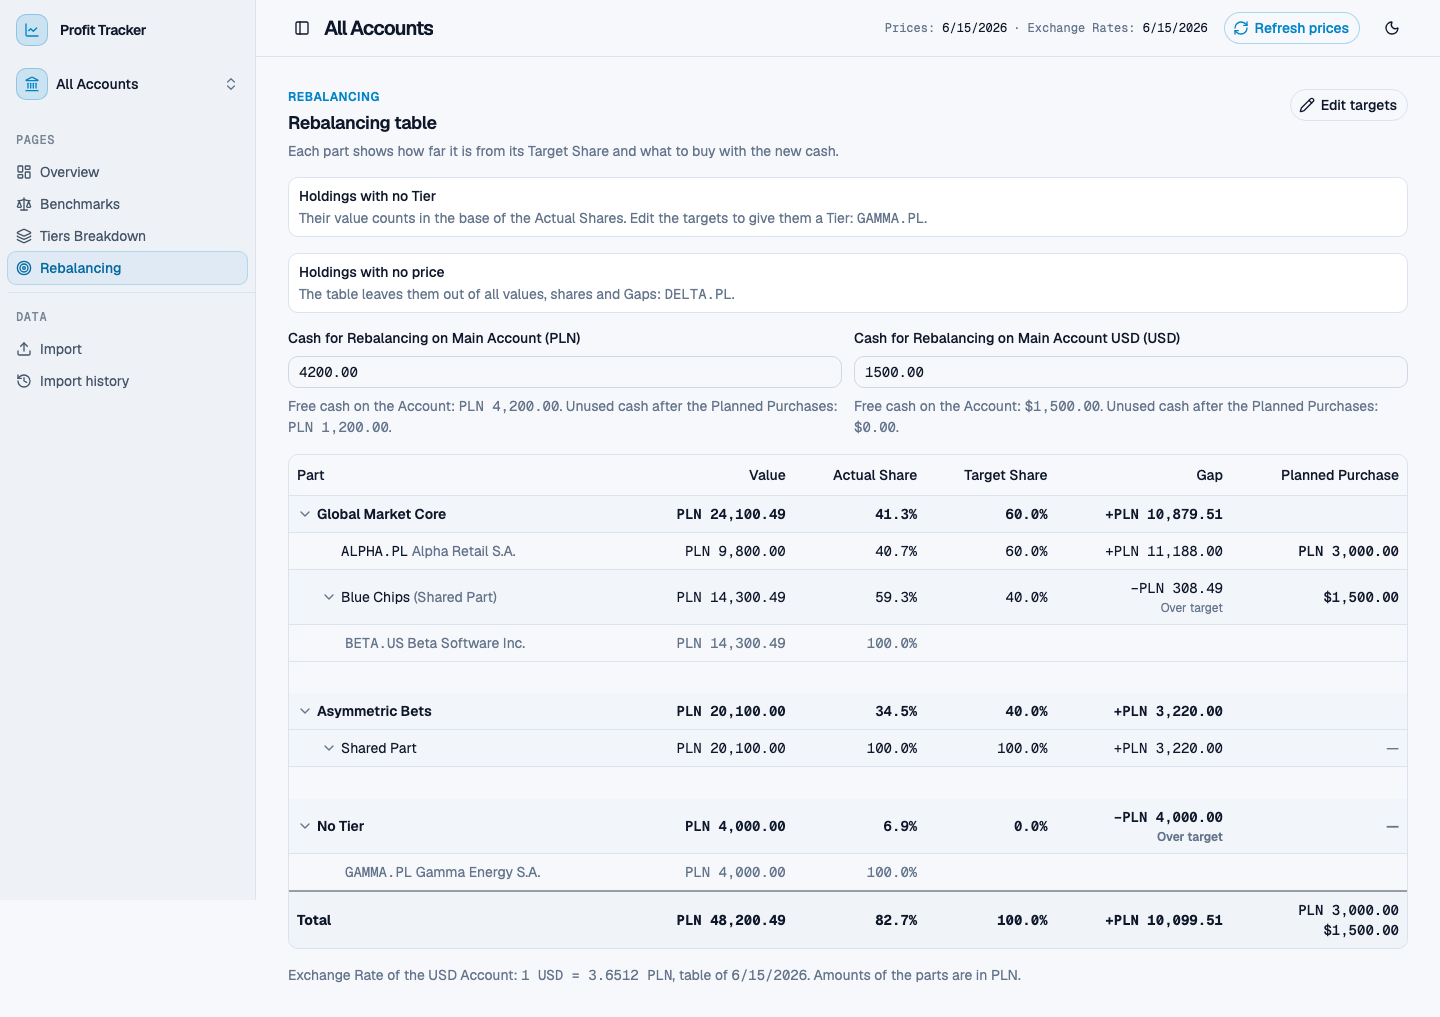 Profit Tracker
All Accounts
PAGES
Overview
Benchmarks
Tiers Breakdown
Rebalancing
DATA
Import
Import history
All Accounts
Prices: 6/15/2026 · Exchange Rates: 6/15/2026
Refresh prices
REBALANCING
Rebalancing table
Each part shows how far it is from its Target Share and what to buy with the new cash.
Edit targets
Holdings with no Tier
Their value counts in the base of the Actual Shares. Edit the targets to give them a Tier: GAMMA.PL.
Holdings with no price
The table leaves them out of all values, shares and Gaps: DELTA.PL.
Cash for Rebalancing on Main Account (PLN)
4200.00
Free cash on the Account: PLN 4,200.00. Unused cash after the Planned Purchases:
PLN 1,200.00.
Cash for Rebalancing on Main Account USD (USD)
1500.00
Free cash on the Account: $1,500.00. Unused cash after the Planned Purchases:
$0.00.
Part Value Actual Share Target Share Gap Planned Purchase
Global Market Core PLN 24,100.49 41.3% 60.0% +PLN 10,879.51
ALPHA.PL Alpha Retail S.A. PLN 9,800.00 40.7% 60.0% +PLN 11,188.00 PLN 3,000.00
Blue Chips (Shared Part) PLN 14,300.49 59.3% 40.0% −PLN 308.49 $1,500.00
Over target
BETA.US Beta Software Inc. PLN 14,300.49 100.0%
Asymmetric Bets PLN 20,100.00 34.5% 40.0% +PLN 3,220.00
Shared Part PLN 20,100.00 100.0% 100.0% +PLN 3,220.00 —
No Tier PLN 4,000.00 6.9% 0.0% −PLN 4,000.00 —
Over target
GAMMA.PL Gamma Energy S.A. PLN 4,000.00 100.0%
Total PLN 48,200.49 82.7% 100.0% +PLN 10,099.51 PLN 3,000.00
$1,500.00
Exchange Rate of the USD Account: 1 USD = 3.6512 PLN, table of 6/15/2026. Amounts of the parts are in PLN.